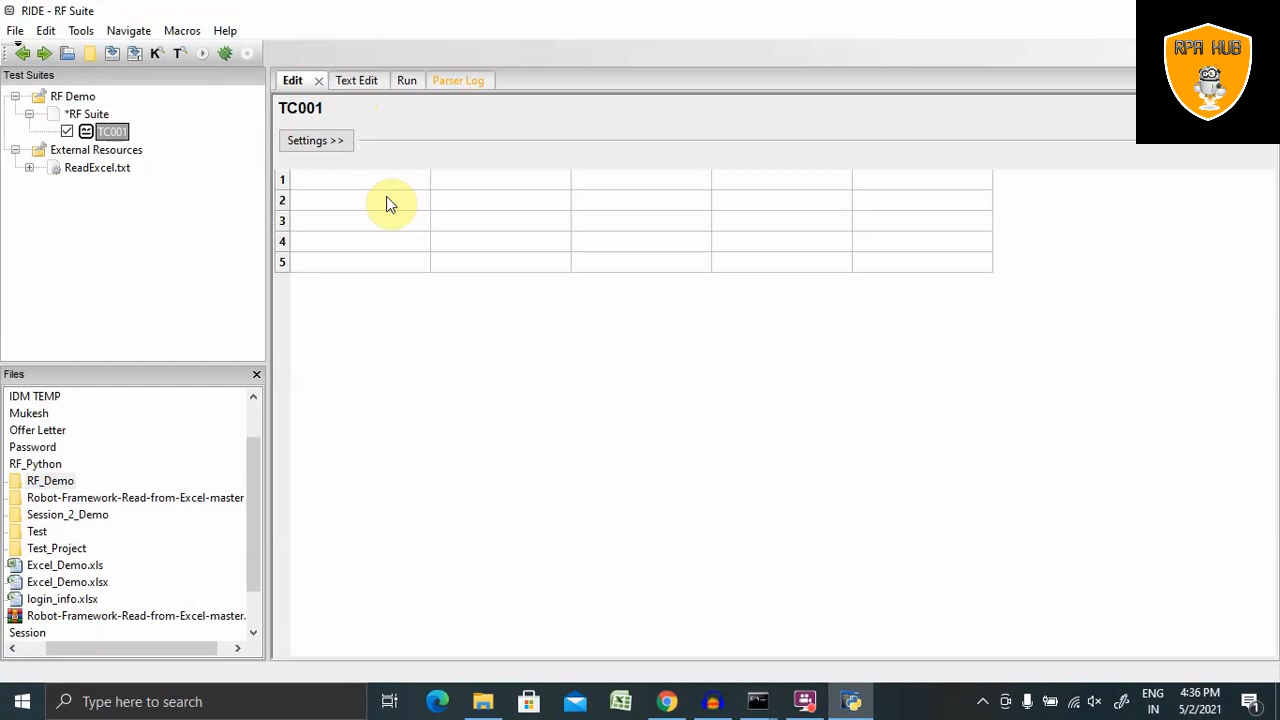 RIDE - RF Suite
File Edit Tools Navigate Macros Help
K T
Test Suites
RF Demo
*RF Suite
TC001
External Resources
ReadExcel.txt
Edit Text Edit Run Parser Log
TC001
Settings >>
1
2
3
4
5
RPA HUB
Files
IDM TEMP
Mukesh
Offer Letter
Password
RF_Python
RF_Demo
Robot-Framework-Read-from-Excel-master
Session_2_Demo
Test
Test_Project
Excel_Demo.xls
Excel_Demo.xlsx
login_info.xlsx
Robot-Framework-Read-from-Excel-master.
Session
Type here to search
ENG
IN
4:36 PM
5/2/2021
1